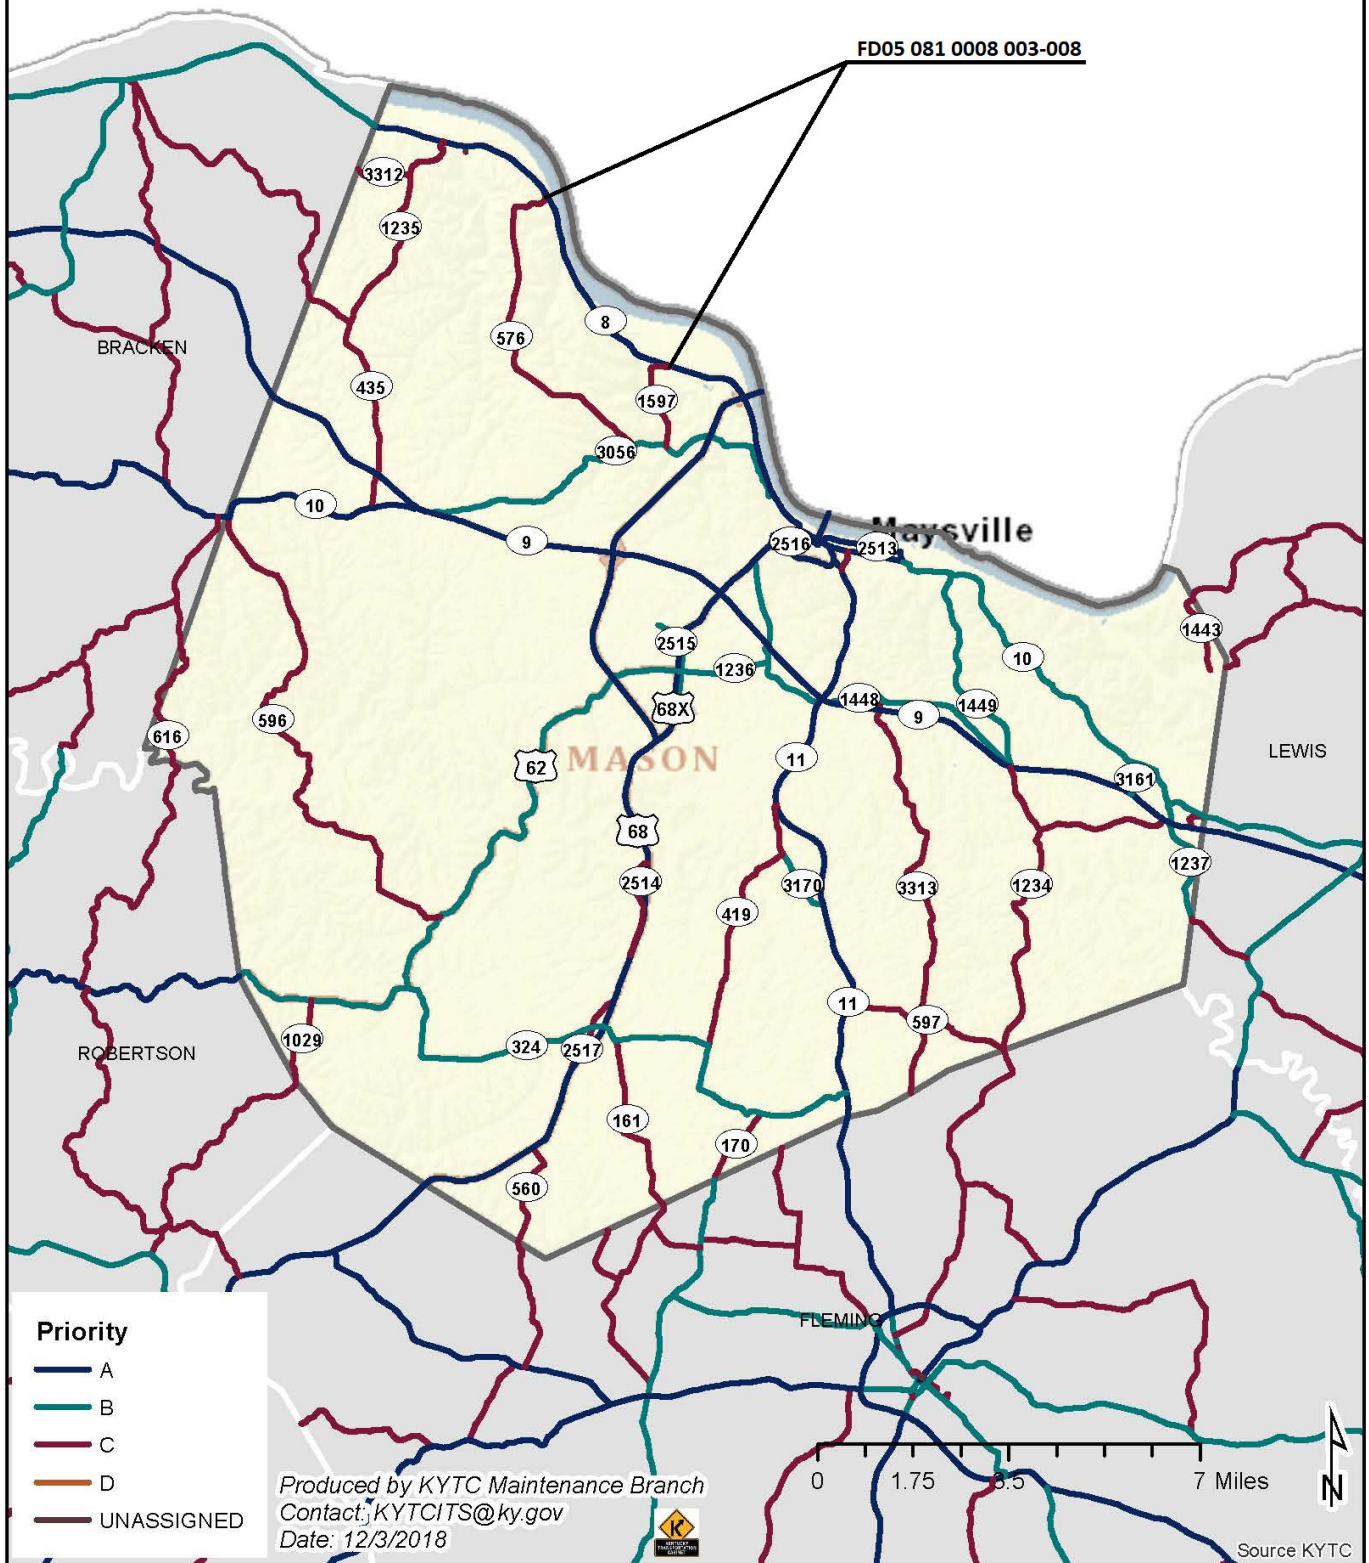 FD05 081 0008 003-008
3312
1235
8
576
BRACKEN
435
1597
3056
10
9
Maysville
2516
2513
1443
2515
10
1236
68X
1448
1449
9
596
616
MASON
62
11
LEWIS
3161
68
1237
2514
3170
3313
1234
419
11
597
1029
324
2517
ROBERTSON
161
170
560
FLEMING
Priority
A
B
C
D
UNASSIGNED
Produced by KYTC Maintenance Branch
Contact: KYTCITS@ky.gov
Date: 12/3/2018
0 1.75 3.5 7 Miles
N
KENTUCKY
TRANSPORTATION
CABINET
Source KYTC